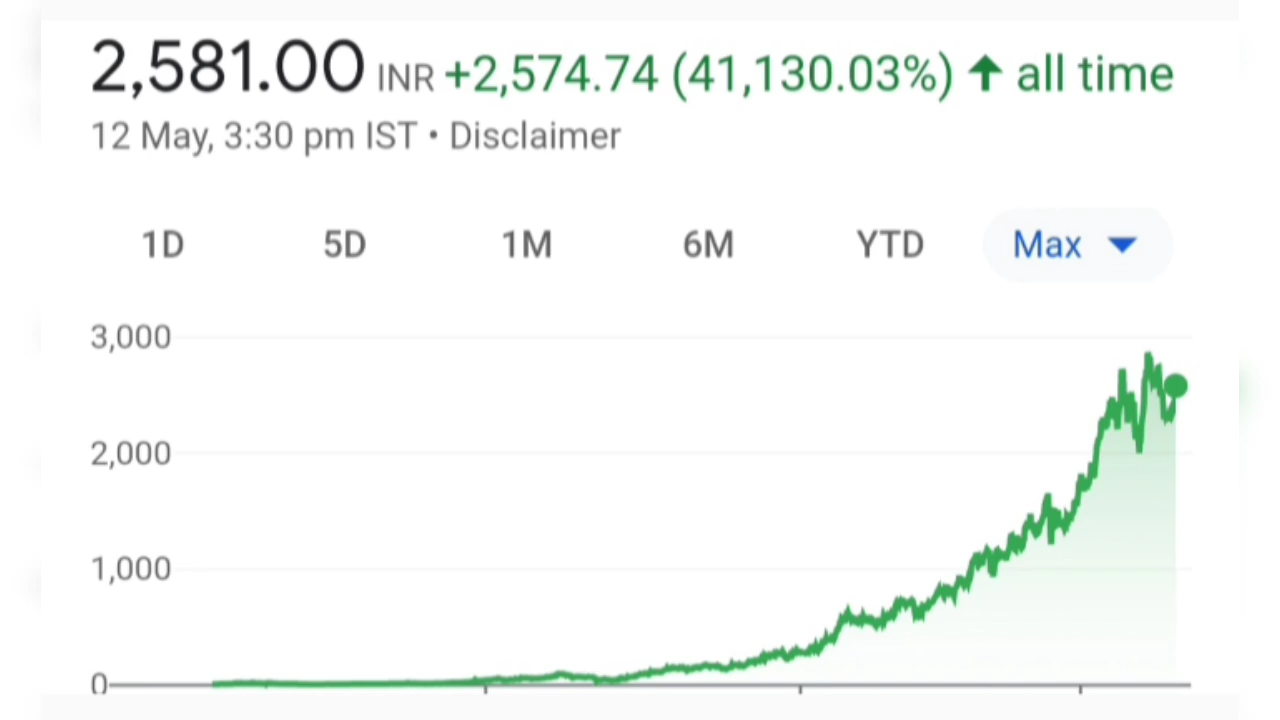 2,581.00 INR +2,574.74 (41,130.03%) ↑ all time
12 May, 3:30 pm IST • Disclaimer
1D 5D 1M 6M YTD Max
3,000
2,000
1,000
0